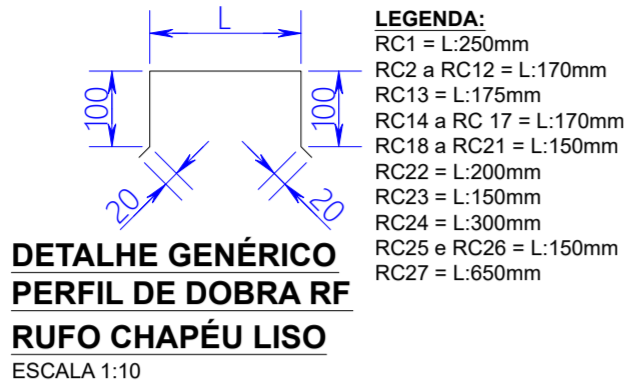 L
100
100
20
20
DETALHE GENÉRICO
PERFIL DE DOBRA RF
RUFO CHAPÉU LISO
ESCALA 1:10
LEGENDA:
RC1 = L:250mm
RC2 a RC12 = L:170mm
RC13 = L:175mm
RC14 a RC 17 = L:170mm
RC18 a RC21 = L:150mm
RC22 = L:200mm
RC23 = L:150mm
RC24 = L:300mm
RC25 e RC26 = L:150mm
RC27 = L:650mm